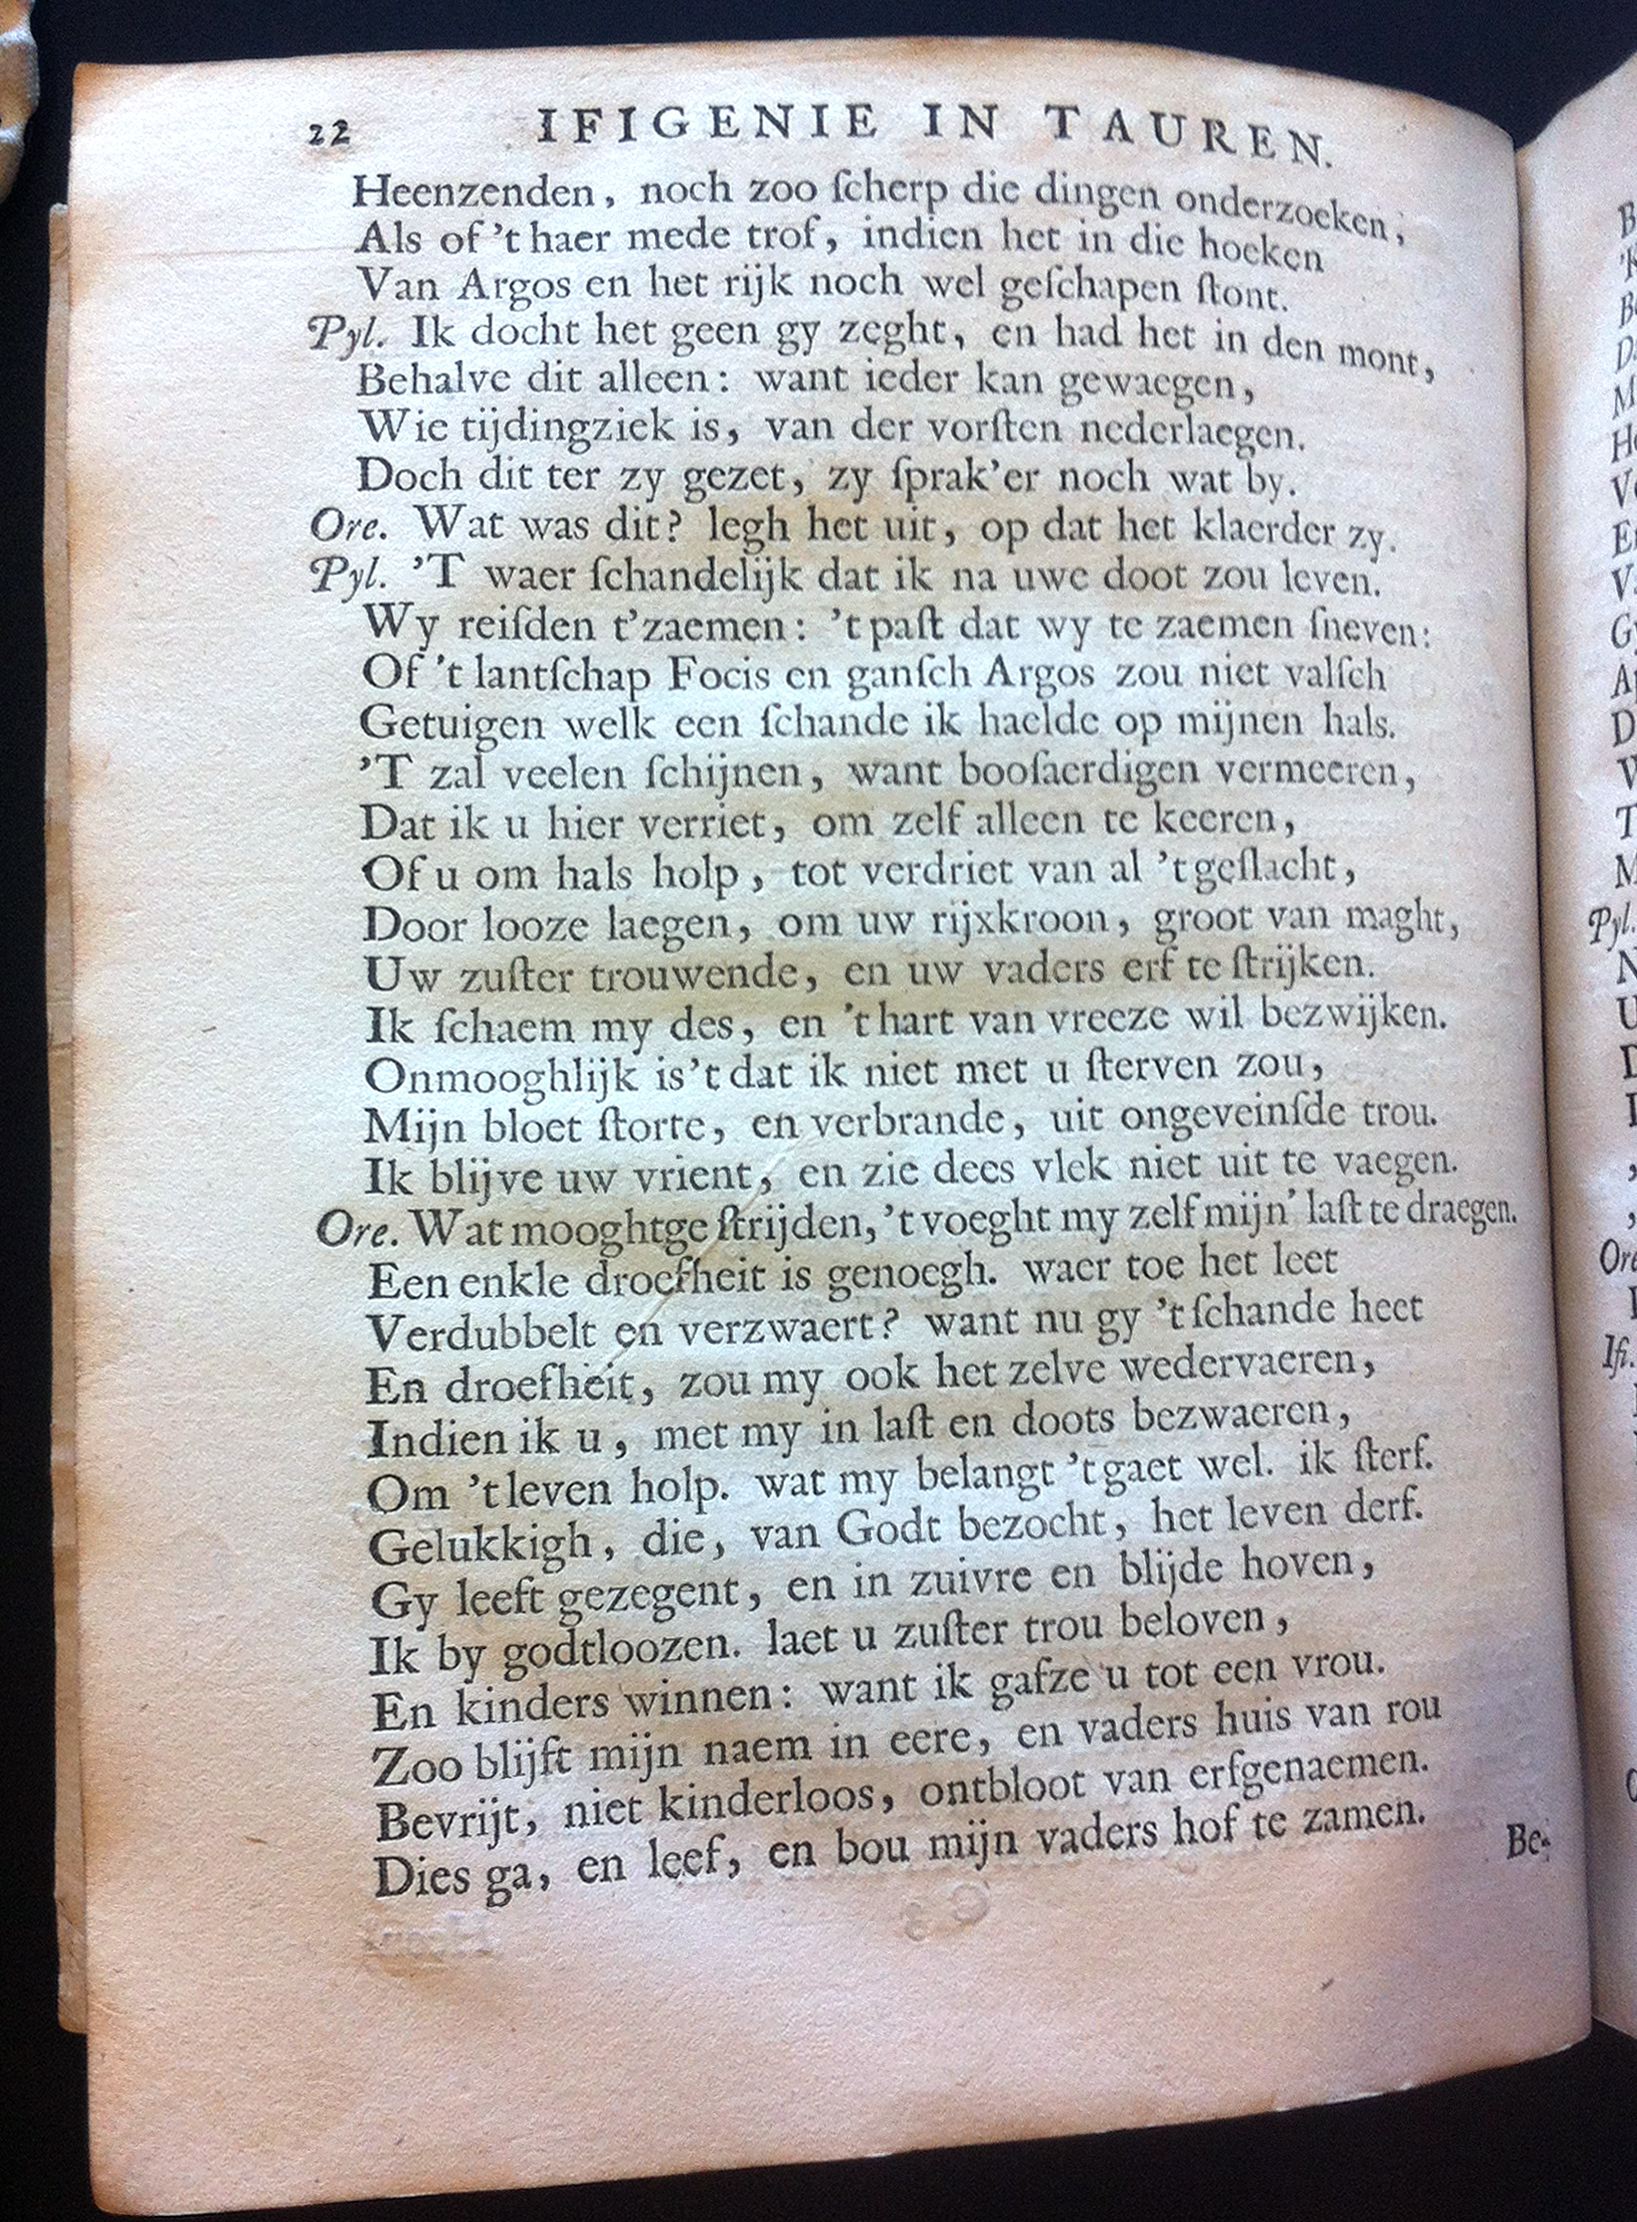 22 IFIGENIE IN TAUREN.
Heenzenden, noch zoo ſcherp die dingen onderzoeken,
Als of 't haer mede trof, indien het in die hoeken
Van Argos en het rijk noch wel geſchapen ſtont.
Pyl. Ik docht het geen gy zeght, en had het in den mont,
Behalve dit alleen: want ieder kan gewaegen,
Wie tijdingziek is, van der vorſten nederlaegen.
Doch dit ter zy gezet, zy ſprak'er noch wat by.
Ore. Wat was dit? legh het uit, op dat het klaerder zy.
Pyl. 'T waer ſchandelijk dat ik na uwe doot zou leven.
Wy reiſden t'zaemen: 't paſt dat wy te zaemen ſneven:
Of 't lantſchap Focis en ganſch Argos zou niet valſch
Getuigen welk een ſchande ik haelde op mijnen hals.
'T zal veelen ſchijnen, want booſaerdigen vermeeren,
Dat ik u hier verriet, om zelf alleen te keeren,
Of u om hals holp, tot verdriet van al 't geſlacht,
Door looze laegen, om uw rijxkroon, groot van maght,
Uw zuſter trouwende, en uw vaders erf te ſtrijken.
Ik ſchaem my des, en 't hart van vreeze wil bezwijken.
Onmooghlijk is 't dat ik niet met u ſterven zou,
Mijn bloet ſtorte, en verbrande, uit ongeveinſde trou.
Ik blijve uw vrient, en zie dees vlek niet uit te vaegen.
Ore. Wat mooghtge ſtrijden, 't voeght my zelf mijn' laſt te draegen.
Een enkle droefheit is genoegh. waer toe het leet
Verdubbelt en verzwaert? want nu gy 't ſchande heet
En droefheit, zou my ook het zelve wedervaeren,
Indien ik u, met my in laſt en doots bezwaeren,
Om 't leven holp. wat my belangt 't gaet wel. ik ſterf.
Gelukkigh, die, van Godt bezocht, het leven derf.
Gy leeft gezegent, en in zuivre en blijde hoven,
Ik by godtloozen. laet u zuſter trou beloven,
En kinders winnen: want ik gafze u tot een vrou.
Zoo blijft mijn naem in eere, en vaders huis van rou
Bevrijt, niet kinderloos, ontbloot van erfgenaemen.
Dies ga, en leef, en bou mijn vaders hof te zamen.
Be-
Pyl.
Ore
Ifi.